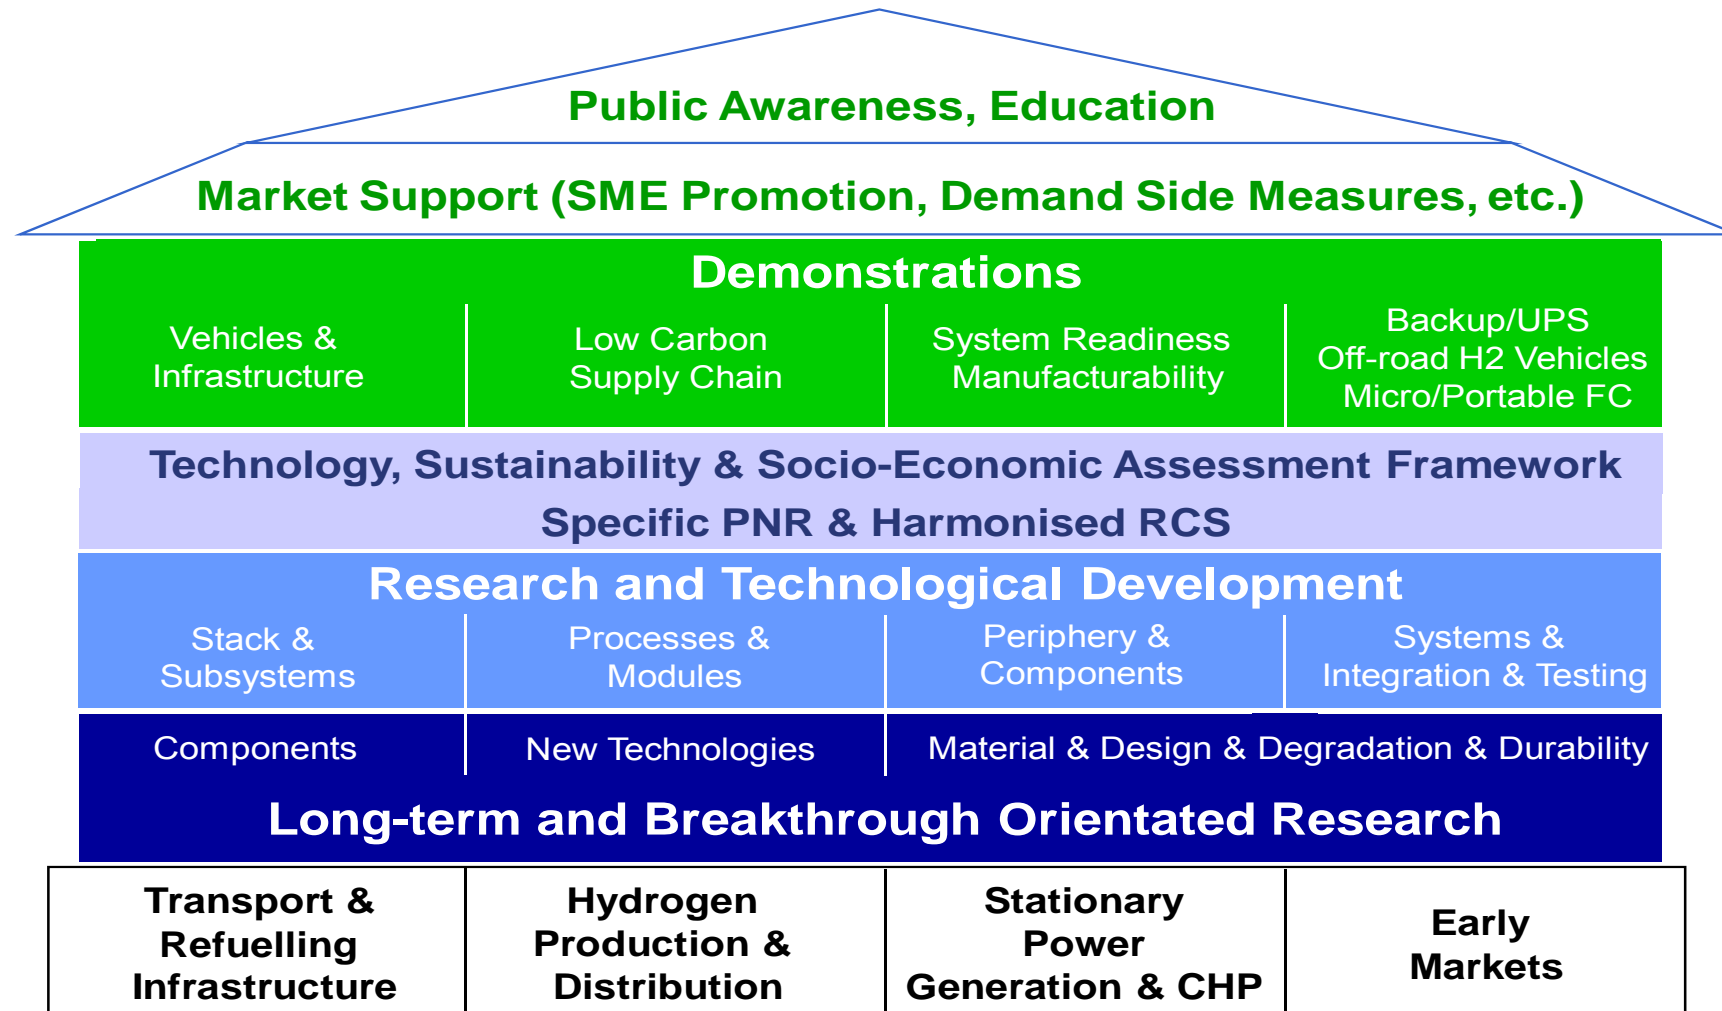 Public Awareness, Education
Market Support (SME Promotion, Demand Side Measures, etc.)
Demonstrations
Vehicles &
Infrastructure
Low Carbon
Supply Chain
System Readiness
Manufacturability
Backup/UPS
Off-road H2 Vehicles
Micro/Portable FC
Technology, Sustainability & Socio-Economic Assessment Framework
Specific PNR & Harmonised RCS
Research and Technological Development
Stack &
Subsystems
Processes &
Modules
Periphery &
Components
Systems &
Integration & Testing
Components
New Technologies
Material & Design & Degradation & Durability
Long-term and Breakthrough Orientated Research
Transport &
Refuelling
Infrastructure
Hydrogen
Production &
Distribution
Stationary
Power
Generation & CHP
Early
Markets